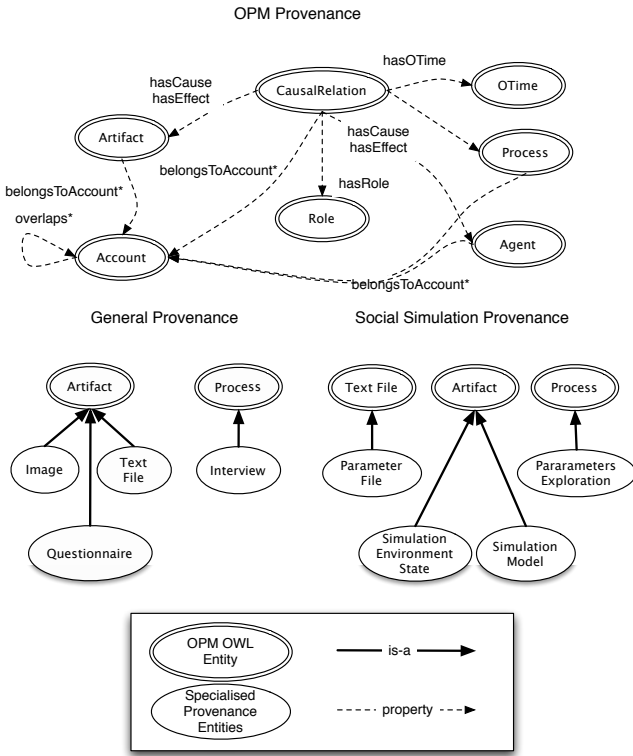 OPM Provenance
hasOTime
hasCause
hasEffect
CausalRelation
OTime
Artifact
hasCause
hasEffect
Process
belongsToAccount*
belongsToAccount*
hasRole
overlaps*
Role
Agent
Account
belongsToAccount*
General Provenance
Social Simulation Provenance
Artifact
Process
Text File
Artifact
Process
Image
Text
File
Interview
Parameter
File
Pararameters
Exploration
Questionnaire
Simulation
Environment
State
Simulation
Model
OPM OWL
Entity
is-a
Specialised
Provenance
Entities
property